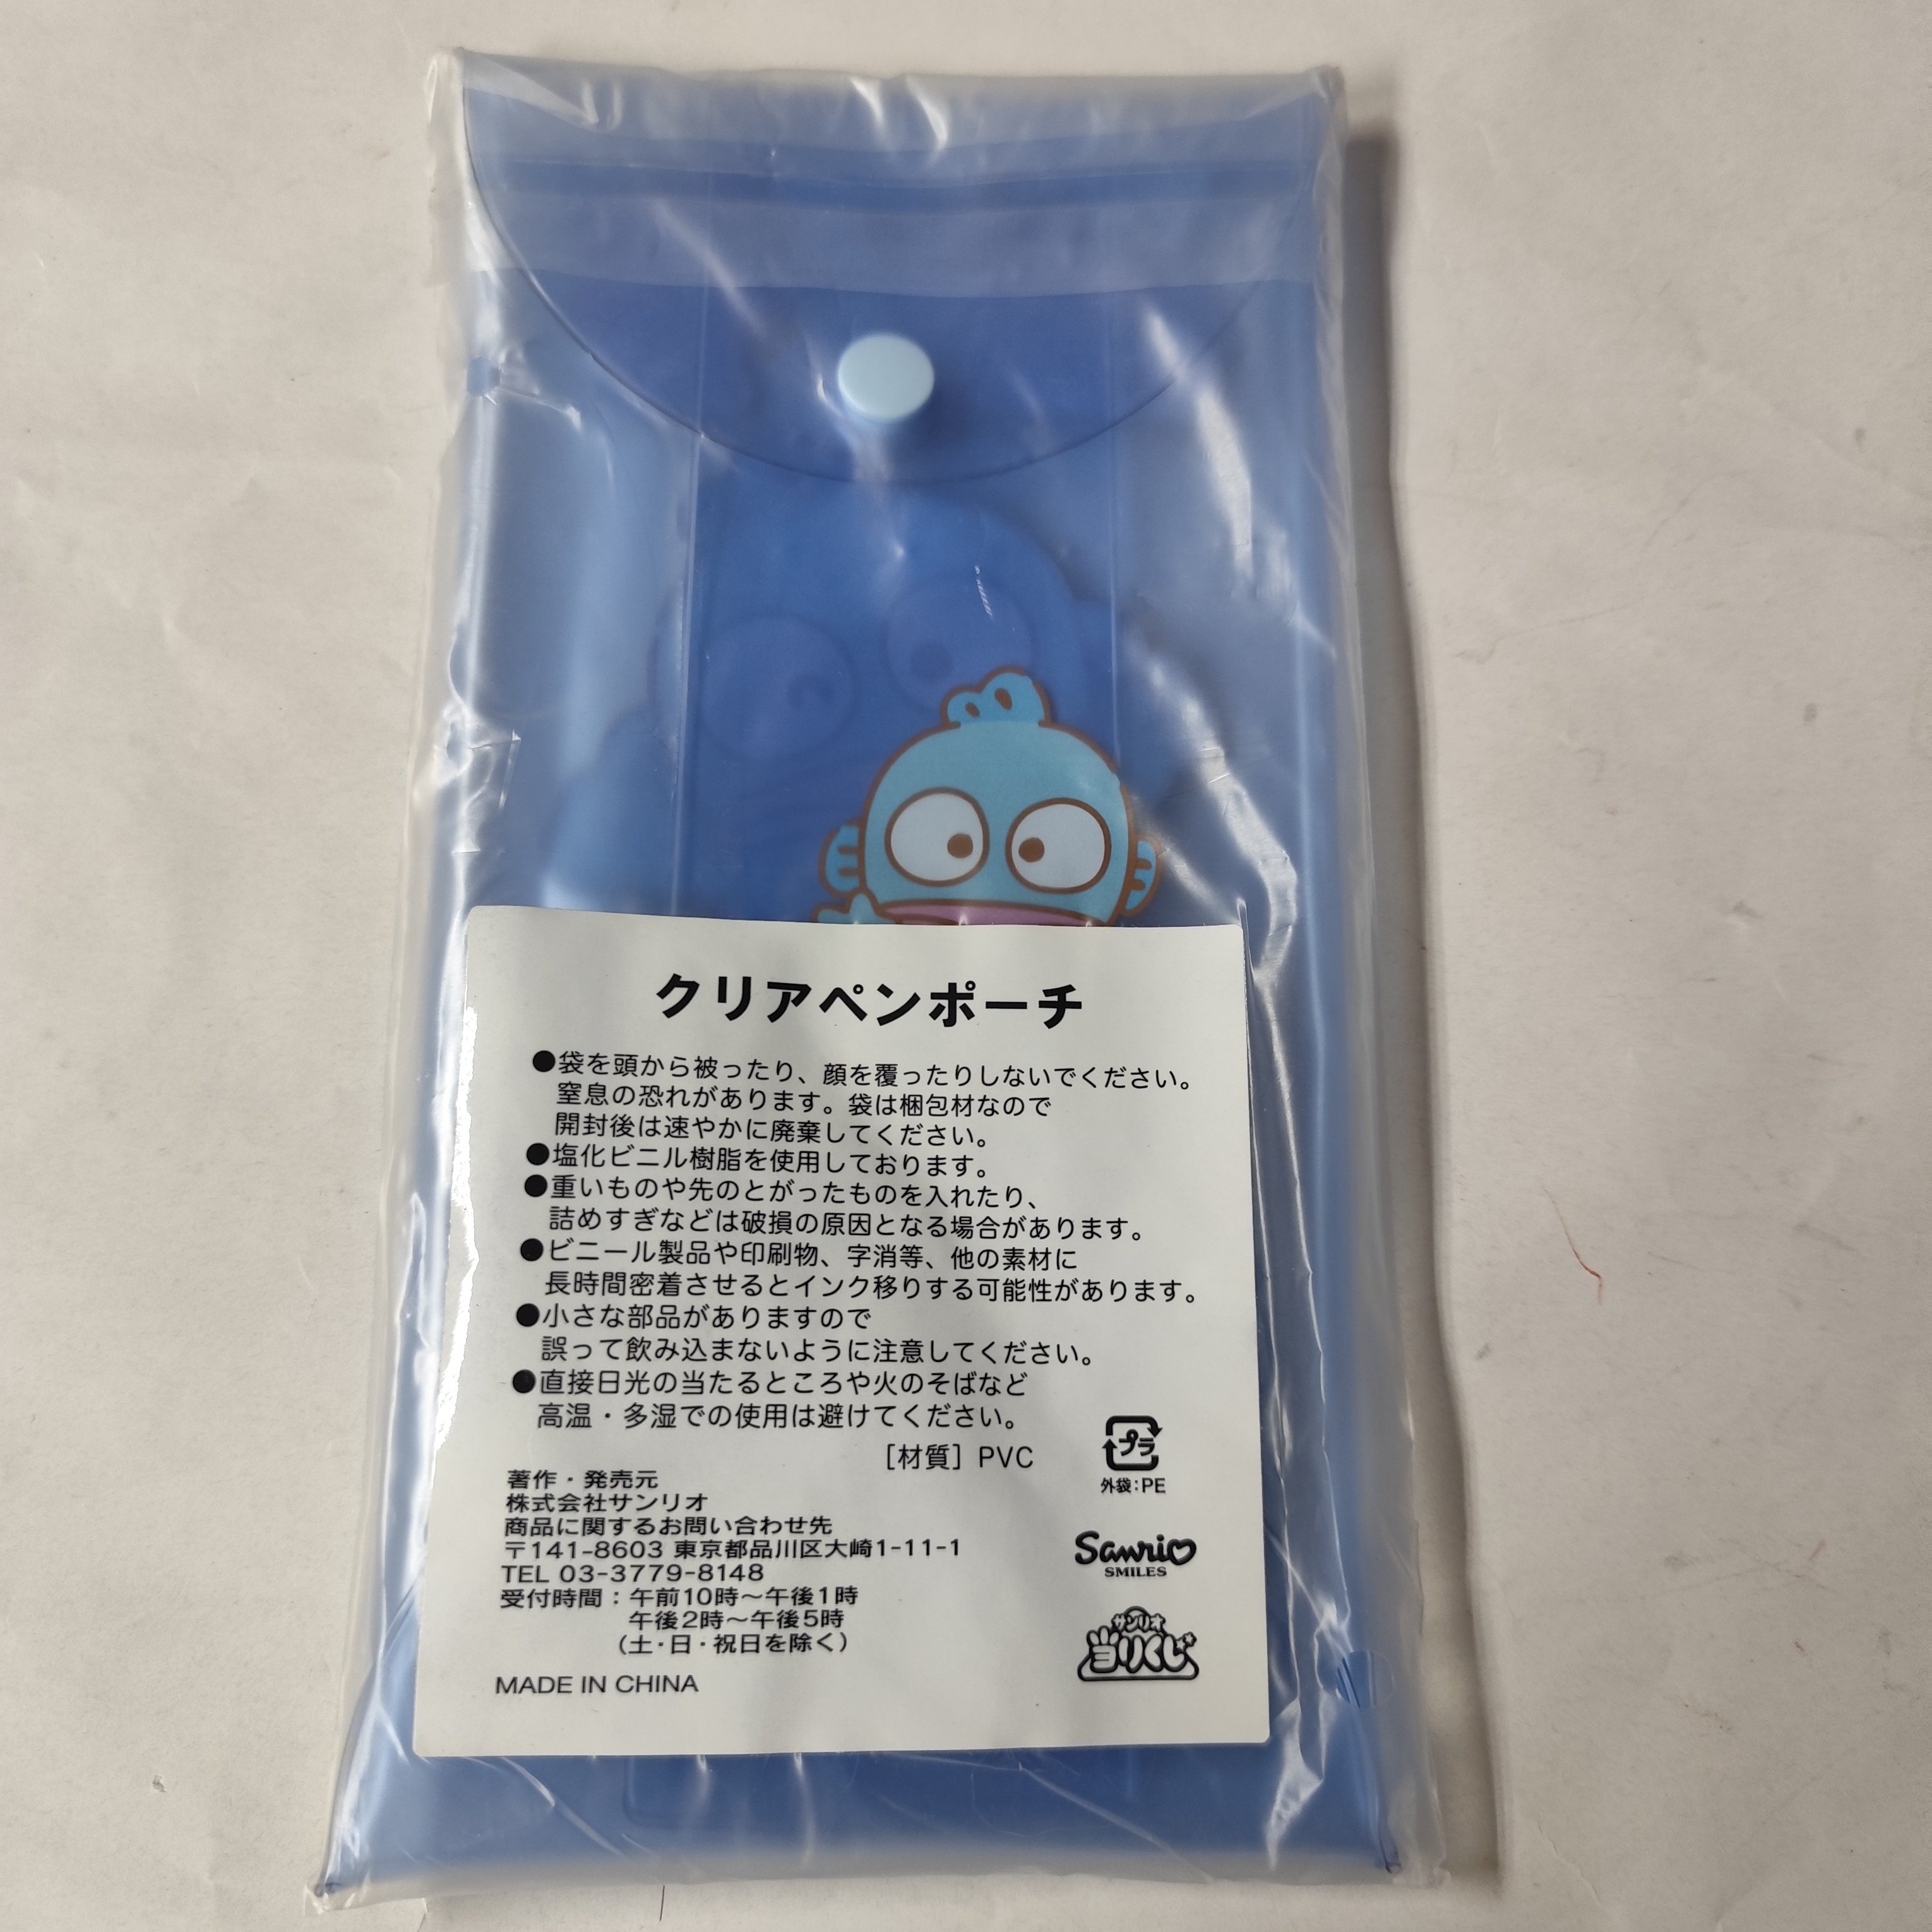 クリアペンポーチ
●袋を頭から被ったり、顔を覆ったりしないでください。
窒息の恐れがあります。袋は梱包材なので
開封後は速やかに廃棄してください。
●塩化ビニル樹脂を使用しております。
●重いものや先のとがったものを入れたり、
詰めすぎなどは破損の原因となる場合があります。
●ビニール製品や印刷物、字消等、他の素材に
長時間密着させるとインク移りする可能性があります。
●小さな部品がありますので
誤って飲み込まないように注意してください。
●直接日光の当たるところや火のそばなど
高温・多湿での使用は避けてください。
［材質］PVC
プラ
外袋:PE
著作・発売元
株式会社サンリオ
商品に関するお問い合わせ先
〒141-8603 東京都品川区大崎1-11-1
TEL 03-3779-8148
受付時間：午前10時～午後1時
午後2時～午後5時
（土・日・祝日を除く）
MADE IN CHINA
Sanrio
SMILES
サンリオ
当りくじ